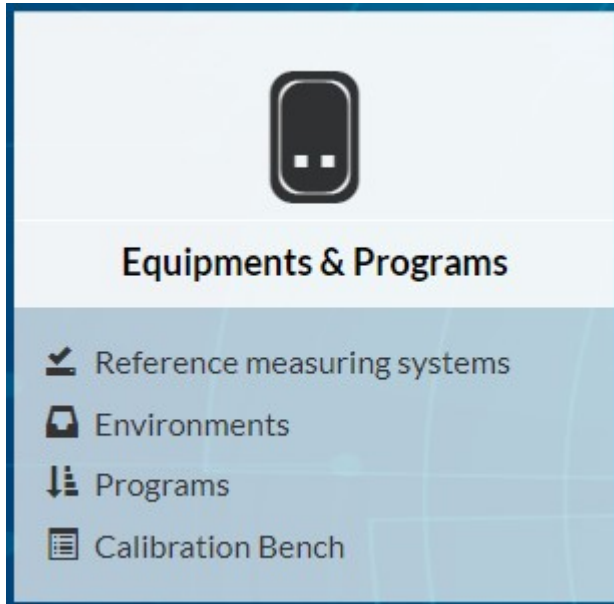 Equipments & Programs
Reference measuring systems
Environments
Programs
Calibration Bench